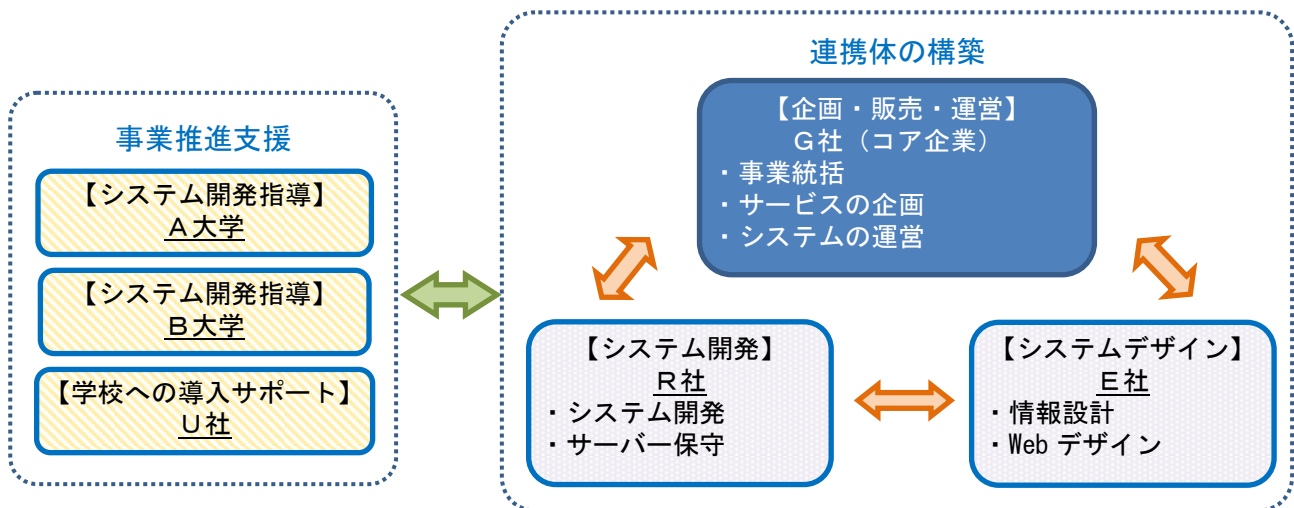 事業推進支援
【システム開発指導】
Ａ大学
【システム開発指導】
Ｂ大学
【学校への導入サポート】
Ｕ社
連携体の構築
【企画・販売・運営】
Ｇ社（コア企業）
・事業統括
・サービスの企画
・システムの運営
【システム開発】
Ｒ社
・システム開発
・サーバー保守
【システムデザイン】
Ｅ社
・情報設計
・Web デザイン